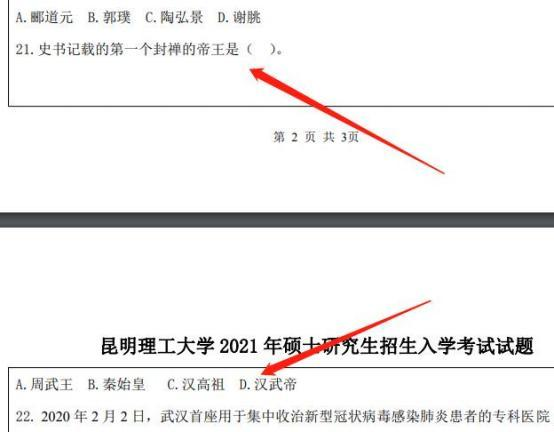 A.郦道元 B.郭璞 C.陶弘景 D.谢朓
21.史书记载的第一个封禅的帝王是（ ）。
第 2 页 共 3页
昆明理工大学 2021 年硕士研究生招生入学考试试题
A.周武王 B.秦始皇 C.汉高祖 D.汉武帝
22. 2020 年 2 月 2 日，武汉首座用于集中收治新型冠状病毒感染肺炎患者的专科医院